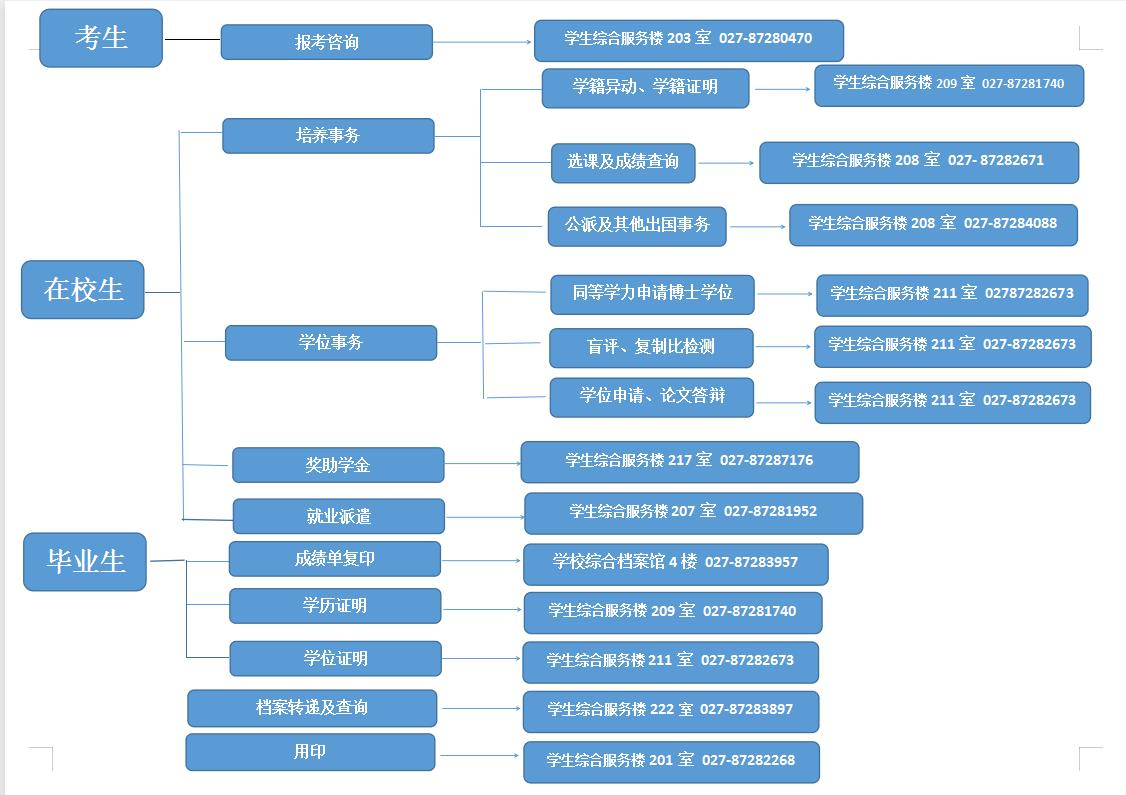 考生
报考咨询
学生综合服务楼 203 室  027-87280470
学籍异动、学籍证明
学生综合服务楼 209 室  027-87281740
培养事务
选课及成绩查询
学生综合服务楼 208 室  027- 87282671
公派及其他出国事务
学生综合服务楼 208 室  027-87284088
在校生
同等学力申请博士学位
学生综合服务楼 211 室  02787282673
学位事务
盲评、复制比检测
学生综合服务楼 211 室  027-87282673
学位申请、论文答辩
学生综合服务楼 211 室  027-87282673
奖助学金
学生综合服务楼 217 室  027-87287176
就业派遣
学生综合服务楼 207 室  027-87281952
毕业生
成绩单复印
学校综合档案馆 4 楼  027-87283957
学历证明
学生综合服务楼 209 室  027-87281740
学位证明
学生综合服务楼 211 室  027-87282673
档案转递及查询
学生综合服务楼 222 室  027-87283897
用印
学生综合服务楼 201 室  027-87282268